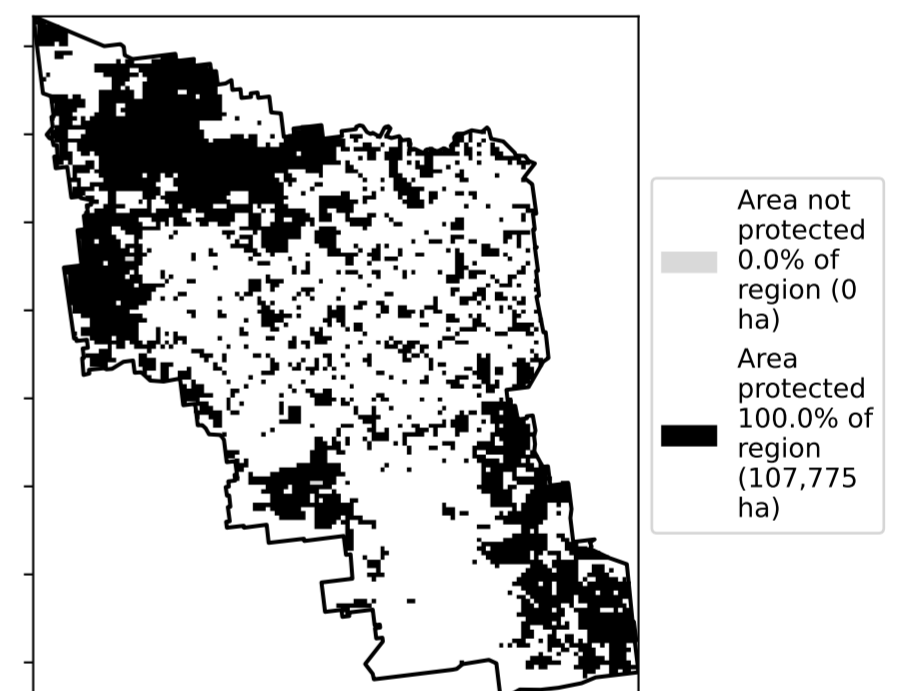 Area not
protected
0.0% of
region (0
ha)
Area
protected
100.0% of
region
(107,775
ha)